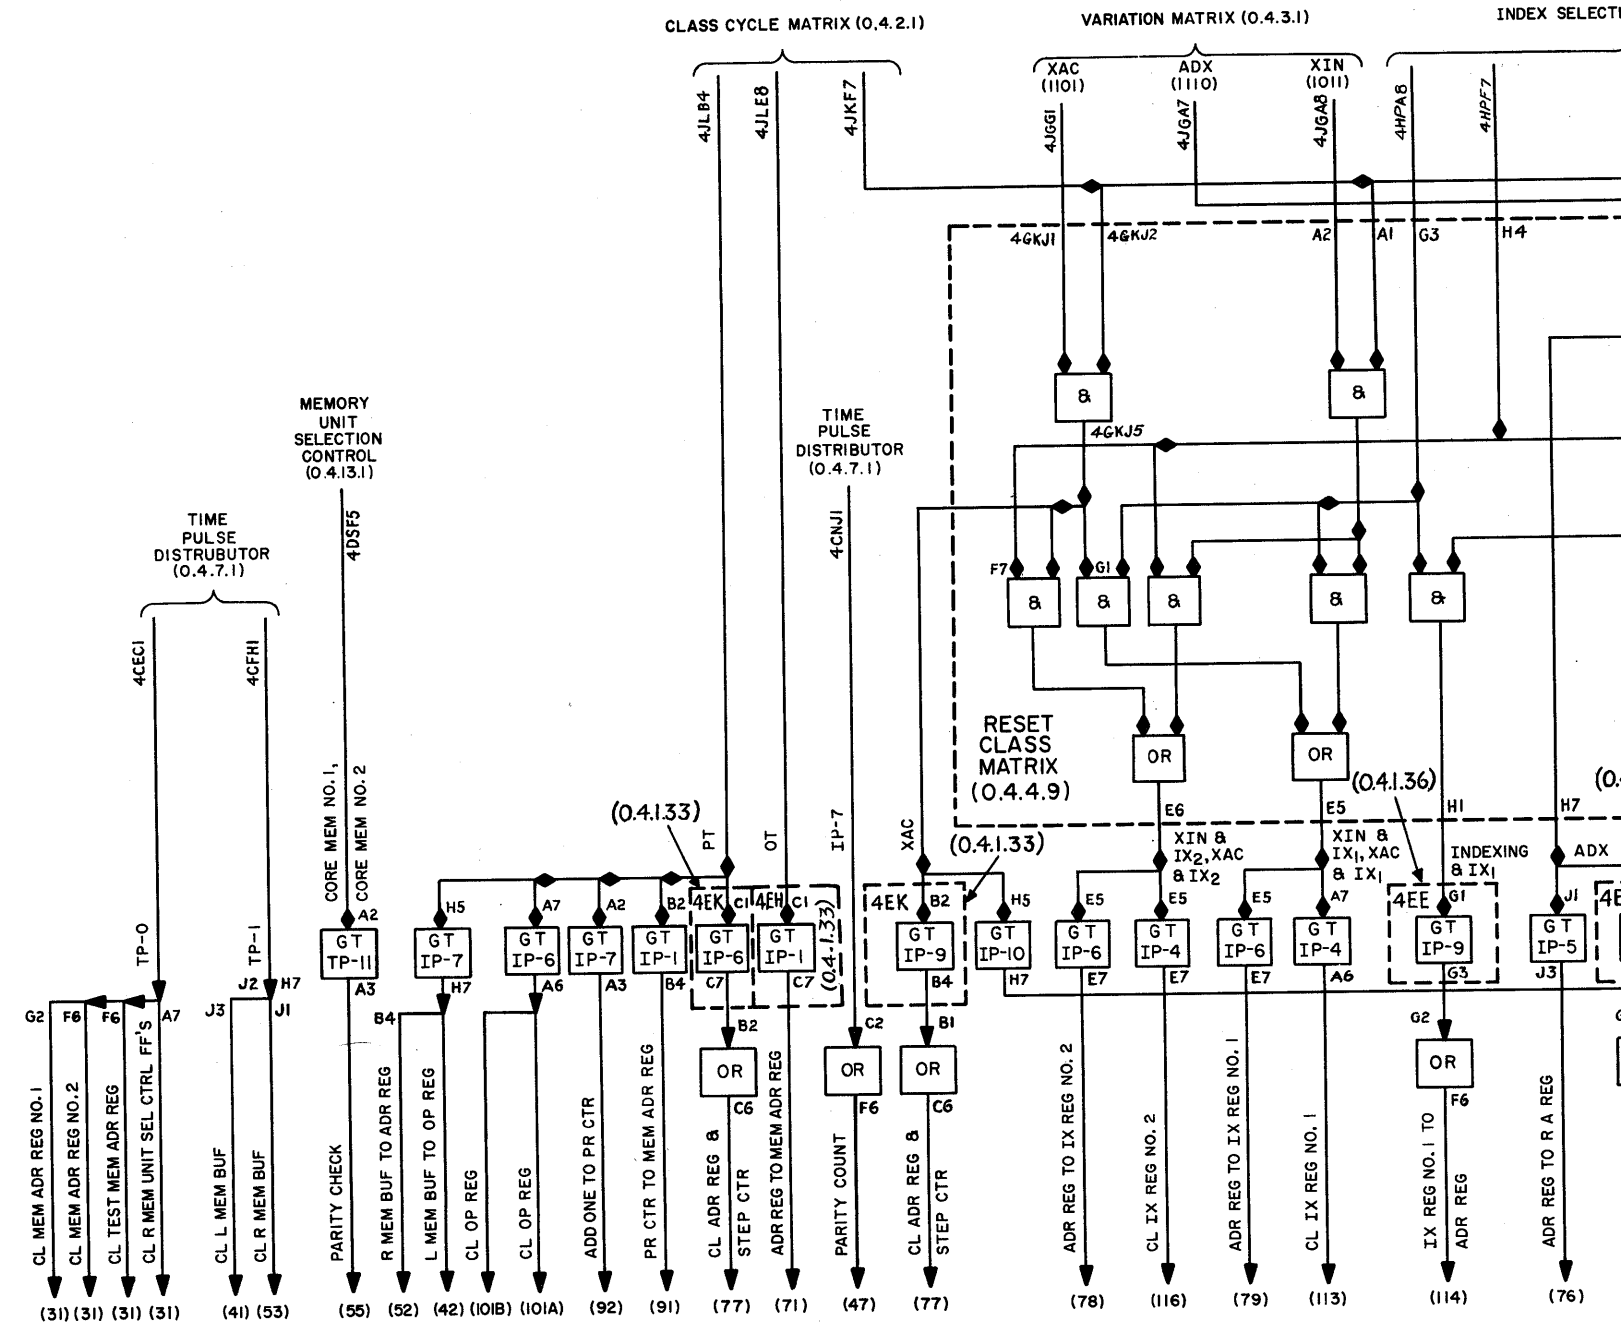 CLASS CYCLE MATRIX (0.4.2.1)
VARIATION MATRIX (0.4.3.1)
INDEX SELECTI
4JLB4
4JLE8
4JKF7
XAC
(1101)
ADX
(1110)
XIN
(1011)
4JGG1
4JGA7
4JGA8
4HPA8
4HPF7
4GKJ1
4GKJ2
A2
A1
G3
H4
&
&
4GKJ5
MEMORY
UNIT
SELECTION
CONTROL
(0.4.13.1)
4DSF5
TIME
PULSE
DISTRIBUTOR
(0.4.7.1)
4CNJ1
TIME
PULSE
DISTRUBUTOR
(0.4.7.1)
4CEC1
4CFH1
F7
G1
&
&
&
&
&
RESET
CLASS
MATRIX
(0.4.4.9)
OR
OR
E6
E5
H1
H7
(0.4.1.36)
(0.4.1.33)
(0.4.1.33)
(0.4.1.33)
CORE MEM NO. 1,
CORE MEM NO. 2
PT
OT
IP-7
XAC
XIN &
IX2, XAC
& IX2
XIN &
IX1, XAC
& IX1
INDEXING
& IX1
ADX
TP-0
TP-1
A2
GT
TP-11
A3
H5
GT
IP-7
H7
A7
GT
IP-6
A6
A2
GT
IP-7
A3
B2
GT
IP-1
B4
4EK
C1
GT
IP-6
C7
4EH
C1
GT
IP-1
C7
4EK
B2
GT
IP-9
B4
H5
GT
IP-10
H7
E5
GT
IP-6
E7
E5
GT
IP-4
E7
E5
GT
IP-6
E7
A7
GT
IP-4
A6
4EE
G1
GT
IP-9
G3
J1
GT
IP-5
J3
G2
F6
F6
A7
J2
H7
J3
J1
B4
B2
OR
C6
C2
OR
F6
B1
OR
C6
G2
OR
F6
CL MEM ADR REG NO. 1
CL MEM ADR REG NO. 2
CL TEST MEM ADR REG
CL R MEM UNIT SEL CTRL FF'S
CL L MEM BUF
CL R MEM BUF
PARITY CHECK
R MEM BUF TO ADR REG
L MEM BUF TO OP REG
CL OP REG
CL OP REG
ADD ONE TO PR CTR
PR CTR TO MEM ADR REG
CL ADR REG &
STEP CTR
ADR REG TO MEM ADR REG
PARITY COUNT
CL ADR REG &
STEP CTR
ADR REG TO IX REG NO. 2
CL IX REG NO. 2
ADR REG TO IX REG NO. 1
CL IX REG NO. 1
IX REG NO. 1 TO
ADR REG
ADR REG TO R A REG
(31) (31) (31) (31) (41) (53) (55) (52) (42) (101B) (101A) (92) (91) (77) (71) (47) (77) (78) (116) (79) (113) (114) (76)